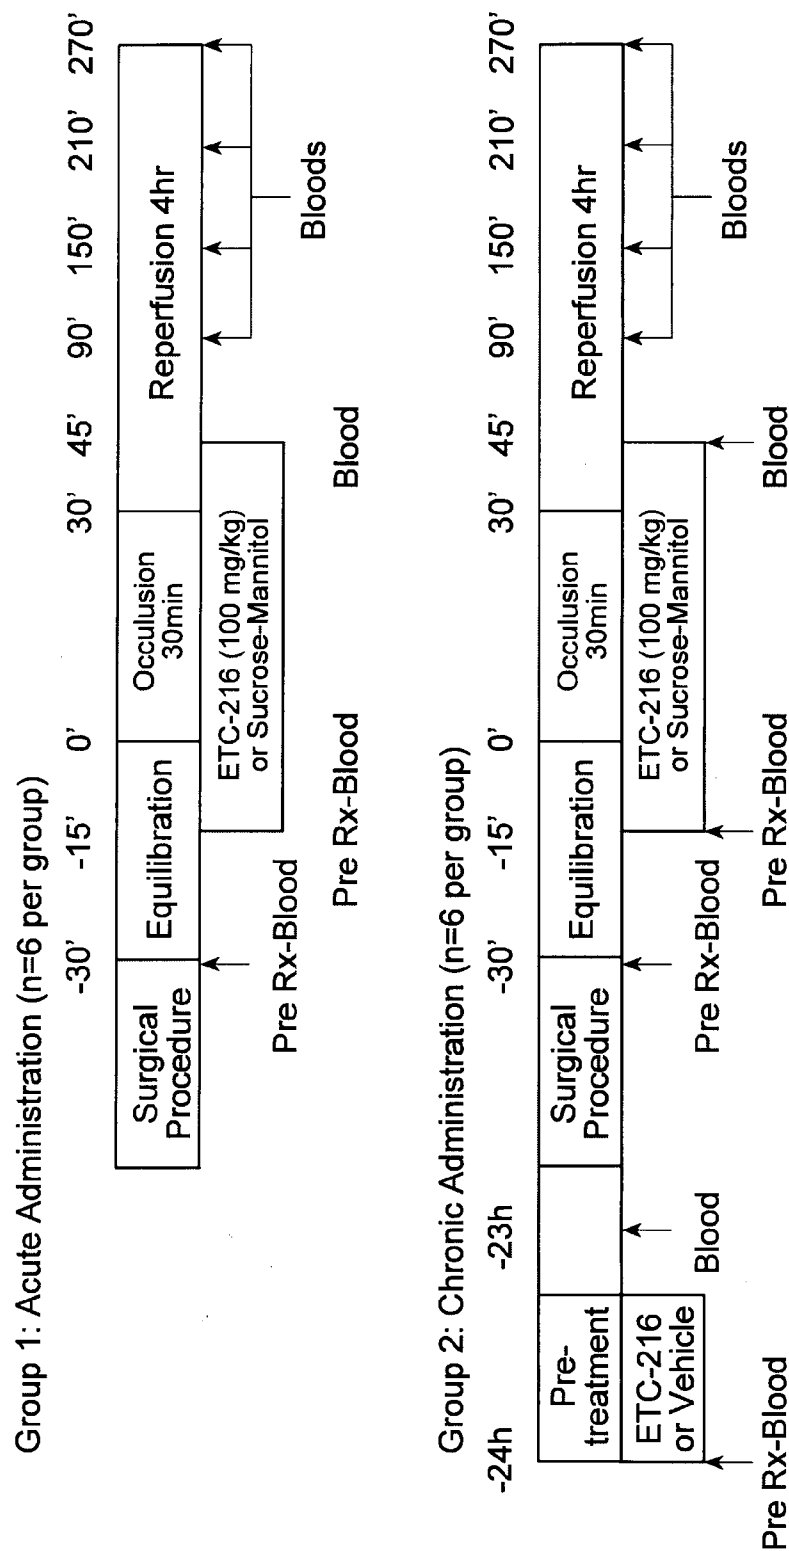 Group 1: Acute Administration (n=6 per group)
-30' -15' 0' 30' 45' 90' 150' 210' 270'
Surgical
Procedure
Equilibration
Occulusion
30min
Reperfusion 4hr
ETC-216 (100 mg/kg)
or Sucrose-Mannitol
Pre Rx-Blood
Pre Rx-Blood
Blood
Bloods
Group 2: Chronic Administration (n=6 per group)
-24h -23h -30' -15' 0' 30' 45' 90' 150' 210' 270'
Pre-
treatment
Surgical
Procedure
Equilibration
Occulusion
30min
Reperfusion 4hr
ETC-216
or Vehicle
ETC-216 (100 mg/kg)
or Sucrose-Mannitol
Pre Rx-Blood
Blood
Pre Rx-Blood
Pre Rx-Blood
Blood
Bloods